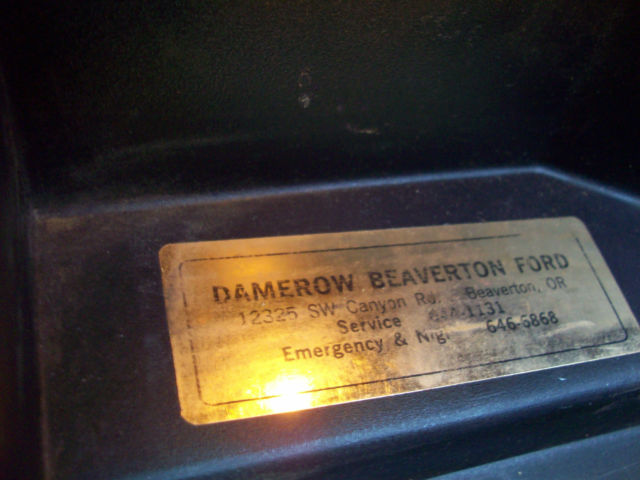 DAMEROW BEAVERTON FORD
12325 SW Canyon Rd. Beaverton, OR
Service 1131
Emergency & 646-6868